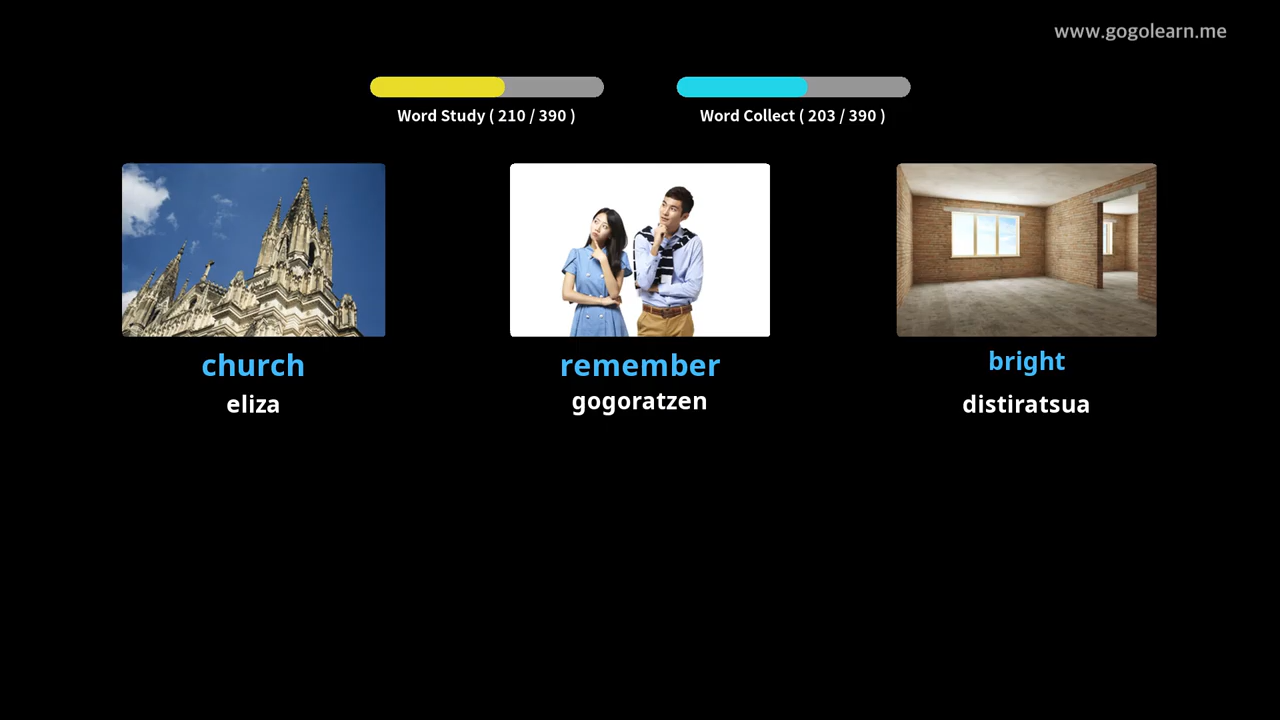 www.gogolearn.me
Word Study ( 210 / 390 )
Word Collect ( 203 / 390 )
church
eliza
remember
gogoratzen
bright
distiratsua